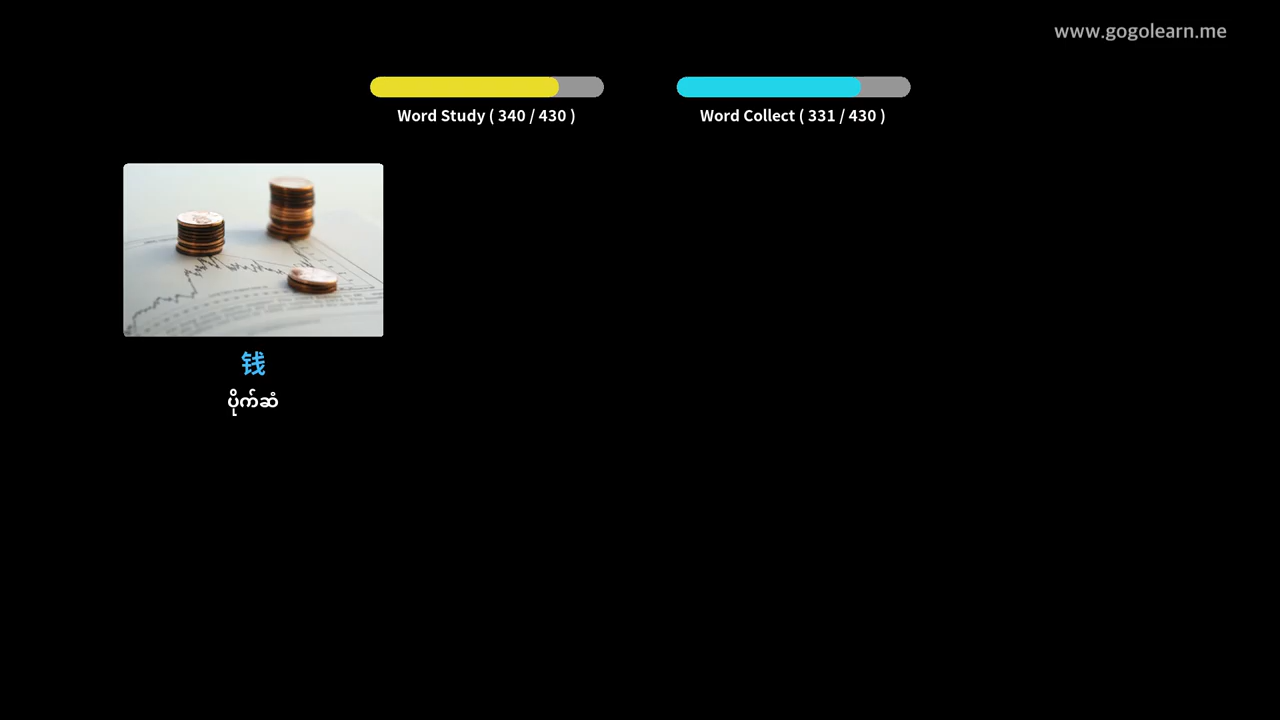 www.gogolearn.me
Word Study ( 340 / 430 )
Word Collect ( 331 / 430 )
钱
ပိုက်ဆံ